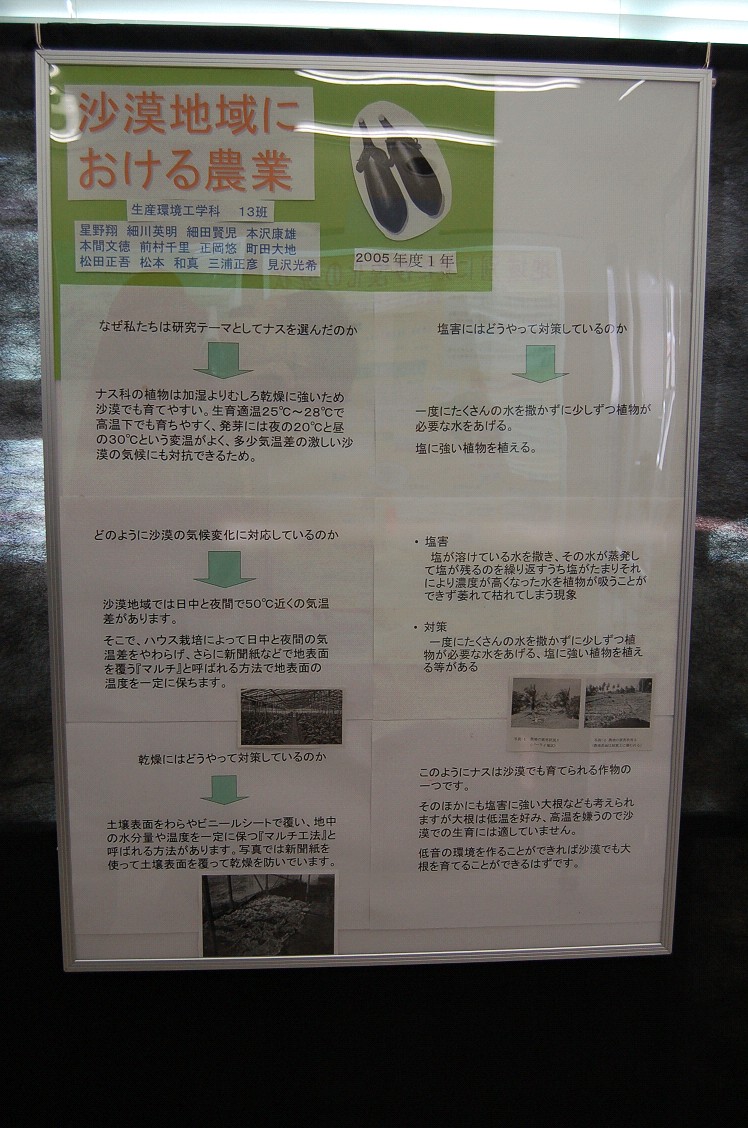 沙漠地域に
おける農業
生産環境工学科　13班
星野翔　細川英明　細田賢児　本沢康雄
本間文徳　前村千里　正岡悠　町田大地
松田正吾　松本　和真　三浦正彦　見沢光希
2005年度1年
なぜ私たちは研究テーマとしてナスを選んだのか
ナス科の植物は加湿よりむしろ乾燥に強いため
沙漠でも育てやすい。生育適温25℃～28℃で
高温下でも育ちやすく、発芽には夜の20℃と昼
の30℃という変温がよく、多少気温差の激しい沙
漠の気候にも対抗できるため。
どのように沙漠の気候変化に対応しているのか
沙漠地域では日中と夜間で50℃近くの気温
差があります。
そこで、ハウス栽培によって日中と夜間の気
温差をやわらげ、さらに新聞紙などで地表面
を覆う『マルチ』と呼ばれる方法で地表面の
温度を一定に保ちます。
乾燥にはどうやって対策しているのか
土壌表面をわらやビニールシートで覆い、地中
の水分量や温度を一定に保つ『マルチ工法』と
呼ばれる方法があります。写真では新聞紙を
使って土壌表面を覆って乾燥を防いでいます。
塩害にはどうやって対策しているのか
一度にたくさんの水を撒かずに少しずつ植物が
必要な水をあげる。
塩に強い植物を植える。
・ 塩害
塩が溶けている水を撒き、その水が蒸発し
て塩が残るのを繰り返すうち塩がたまりそれ
により濃度が高くなった水を植物が吸うことが
できず萎れて枯れてしまう現象
・ 対策
一度にたくさんの水を撒かずに少しずつ植
物が必要な水をあげる、塩に強い植物を植え
る等がある
このようにナスは沙漠でも育てられる作物の
一つです。
そのほかにも塩害に強い大根なども考えられ
ますが大根は低温を好み、高温を嫌うので沙
漠での生育には適していません。
低音の環境を作ることができれば沙漠でも大
根を育てることができるはずです。